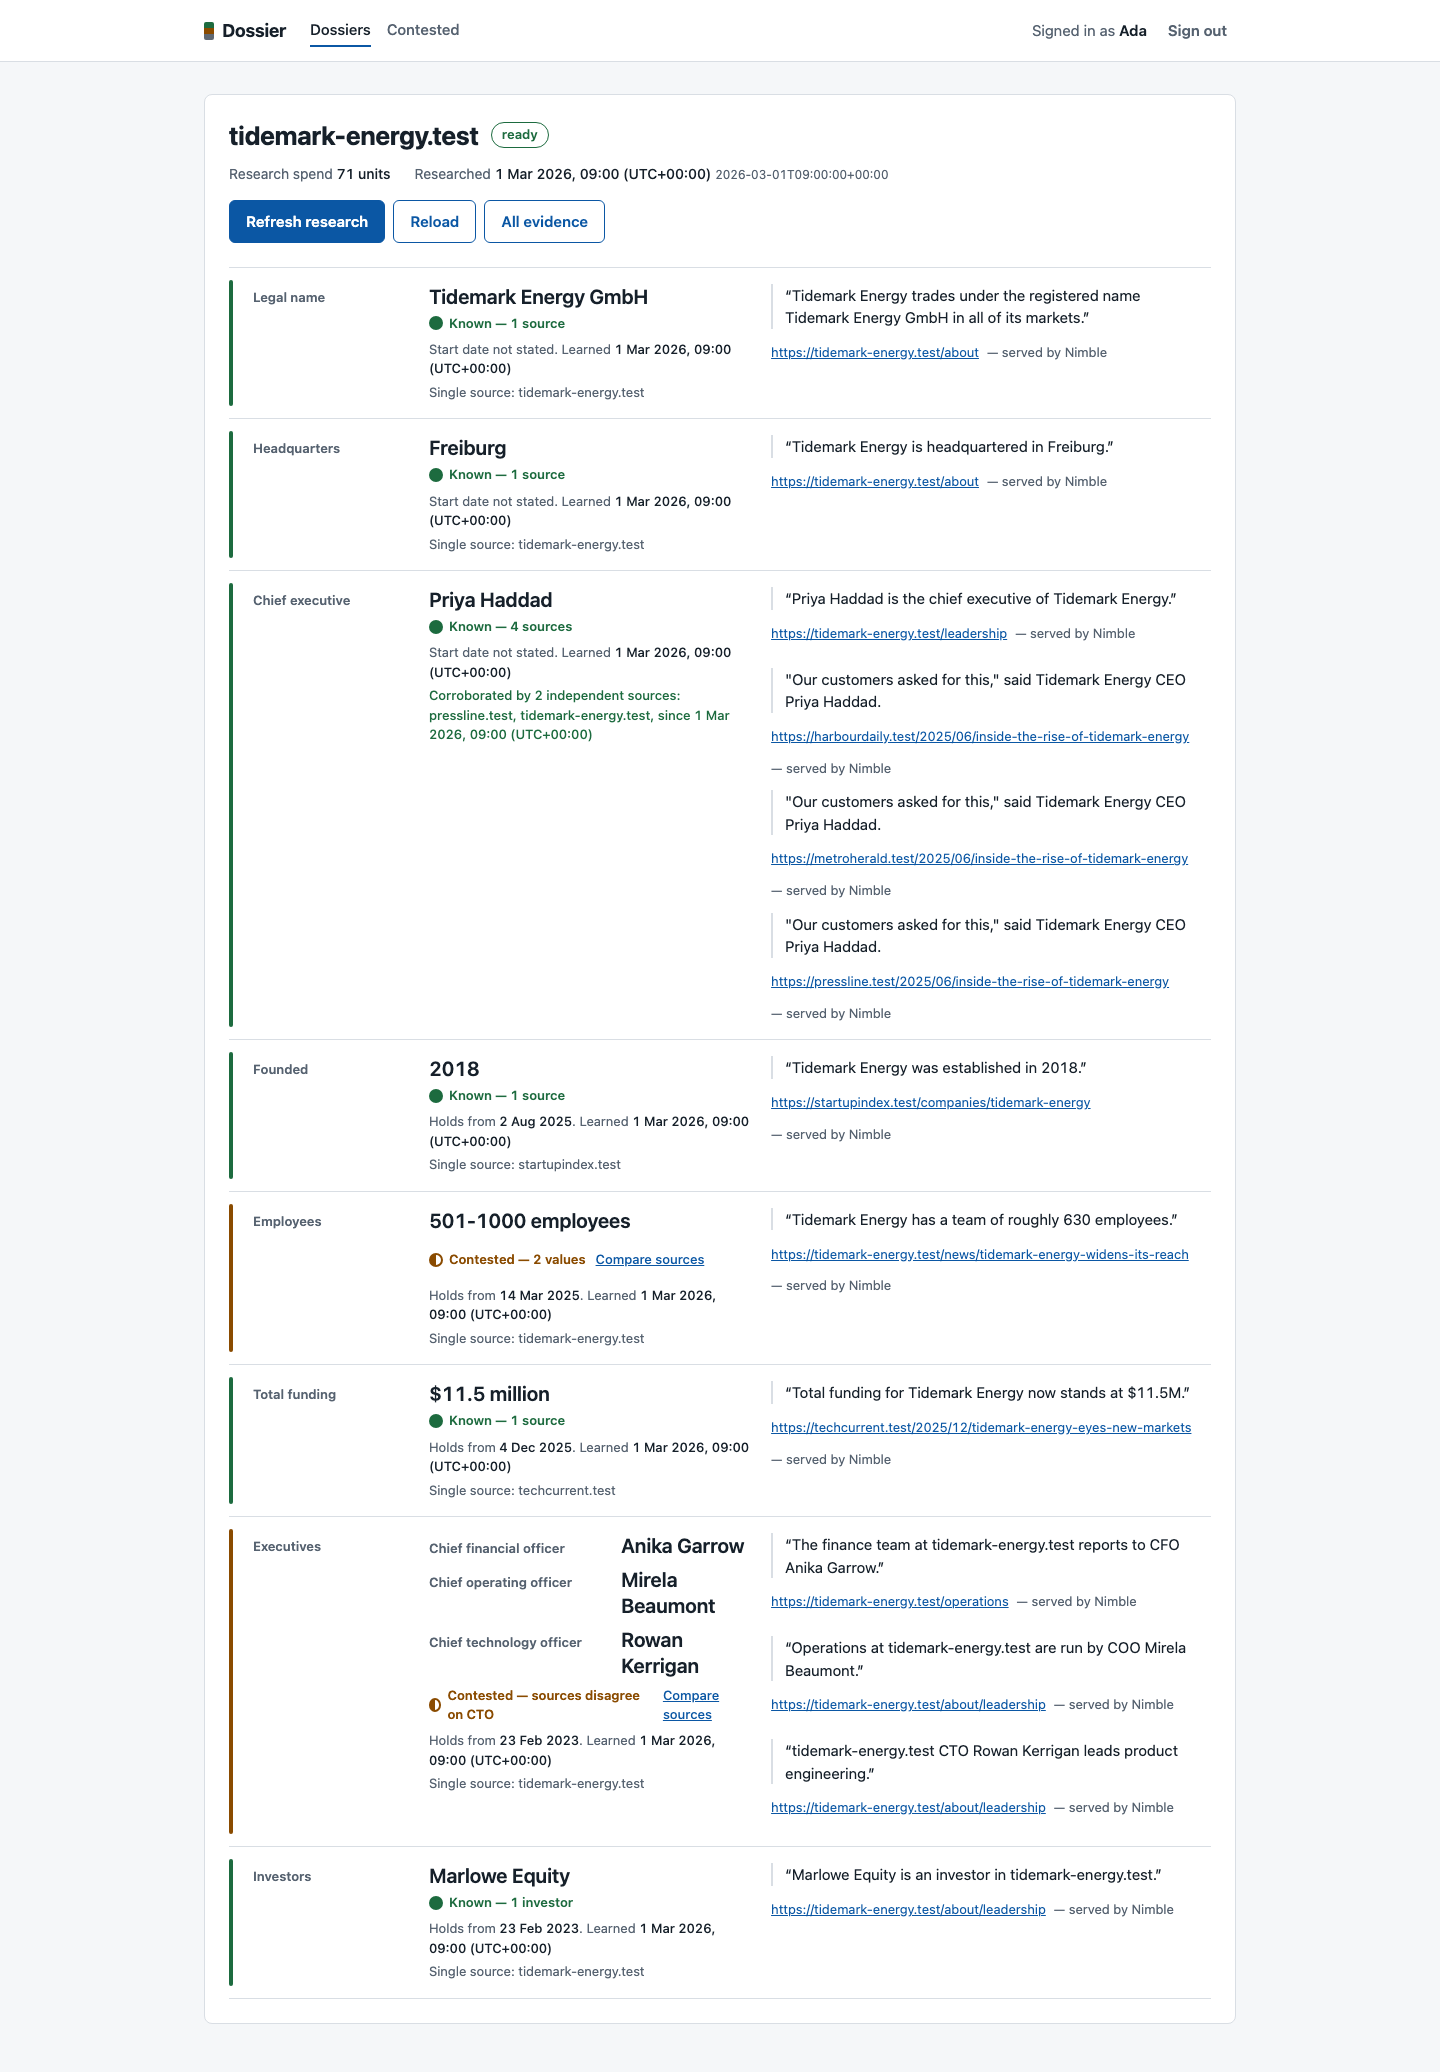 Dossier
Dossiers
Contested
Signed in as Ada
Sign out
tidemark-energy.test
ready
Research spend 71 units
Researched 1 Mar 2026, 09:00 (UTC+00:00) 2026-03-01T09:00:00+00:00
Refresh research
Reload
All evidence
Legal name
Tidemark Energy GmbH
Known — 1 source
Start date not stated. Learned 1 Mar 2026, 09:00
(UTC+00:00)
Single source: tidemark-energy.test
“Tidemark Energy trades under the registered name
Tidemark Energy GmbH in all of its markets.”
https://tidemark-energy.test/about — served by Nimble
Headquarters
Freiburg
Known — 1 source
Start date not stated. Learned 1 Mar 2026, 09:00
(UTC+00:00)
Single source: tidemark-energy.test
“Tidemark Energy is headquartered in Freiburg.”
https://tidemark-energy.test/about — served by Nimble
Chief executive
Priya Haddad
Known — 4 sources
Start date not stated. Learned 1 Mar 2026, 09:00
(UTC+00:00)
Corroborated by 2 independent sources:
pressline.test, tidemark-energy.test, since 1 Mar
2026, 09:00 (UTC+00:00)
“Priya Haddad is the chief executive of Tidemark Energy.”
https://tidemark-energy.test/leadership — served by Nimble
"Our customers asked for this," said Tidemark Energy CEO
Priya Haddad.
https://harbourdaily.test/2025/06/inside-the-rise-of-tidemark-energy
— served by Nimble
"Our customers asked for this," said Tidemark Energy CEO
Priya Haddad.
https://metroherald.test/2025/06/inside-the-rise-of-tidemark-energy
— served by Nimble
"Our customers asked for this," said Tidemark Energy CEO
Priya Haddad.
https://pressline.test/2025/06/inside-the-rise-of-tidemark-energy
— served by Nimble
Founded
2018
Known — 1 source
Holds from 2 Aug 2025. Learned 1 Mar 2026, 09:00
(UTC+00:00)
Single source: startupindex.test
“Tidemark Energy was established in 2018.”
https://startupindex.test/companies/tidemark-energy
— served by Nimble
Employees
501-1000 employees
Contested — 2 values Compare sources
Holds from 14 Mar 2025. Learned 1 Mar 2026,
09:00 (UTC+00:00)
Single source: tidemark-energy.test
“Tidemark Energy has a team of roughly 630 employees.”
https://tidemark-energy.test/news/tidemark-energy-widens-its-reach
— served by Nimble
Total funding
$11.5 million
Known — 1 source
Holds from 4 Dec 2025. Learned 1 Mar 2026, 09:00
(UTC+00:00)
Single source: techcurrent.test
“Total funding for Tidemark Energy now stands at $11.5M.”
https://techcurrent.test/2025/12/tidemark-energy-eyes-new-markets
— served by Nimble
Executives
Chief financial officer
Anika Garrow
Chief operating officer
Mirela
Beaumont
Chief technology officer
Rowan
Kerrigan
Contested — sources disagree
on CTO
Compare
sources
Holds from 23 Feb 2023. Learned 1 Mar 2026,
09:00 (UTC+00:00)
Single source: tidemark-energy.test
“The finance team at tidemark-energy.test reports to CFO
Anika Garrow.”
https://tidemark-energy.test/operations — served by Nimble
“Operations at tidemark-energy.test are run by COO Mirela
Beaumont.”
https://tidemark-energy.test/about/leadership — served by Nimble
“tidemark-energy.test CTO Rowan Kerrigan leads product
engineering.”
https://tidemark-energy.test/about/leadership — served by Nimble
Investors
Marlowe Equity
Known — 1 investor
Holds from 23 Feb 2023. Learned 1 Mar 2026,
09:00 (UTC+00:00)
Single source: tidemark-energy.test
“Marlowe Equity is an investor in tidemark-energy.test.”
https://tidemark-energy.test/about/leadership — served by Nimble